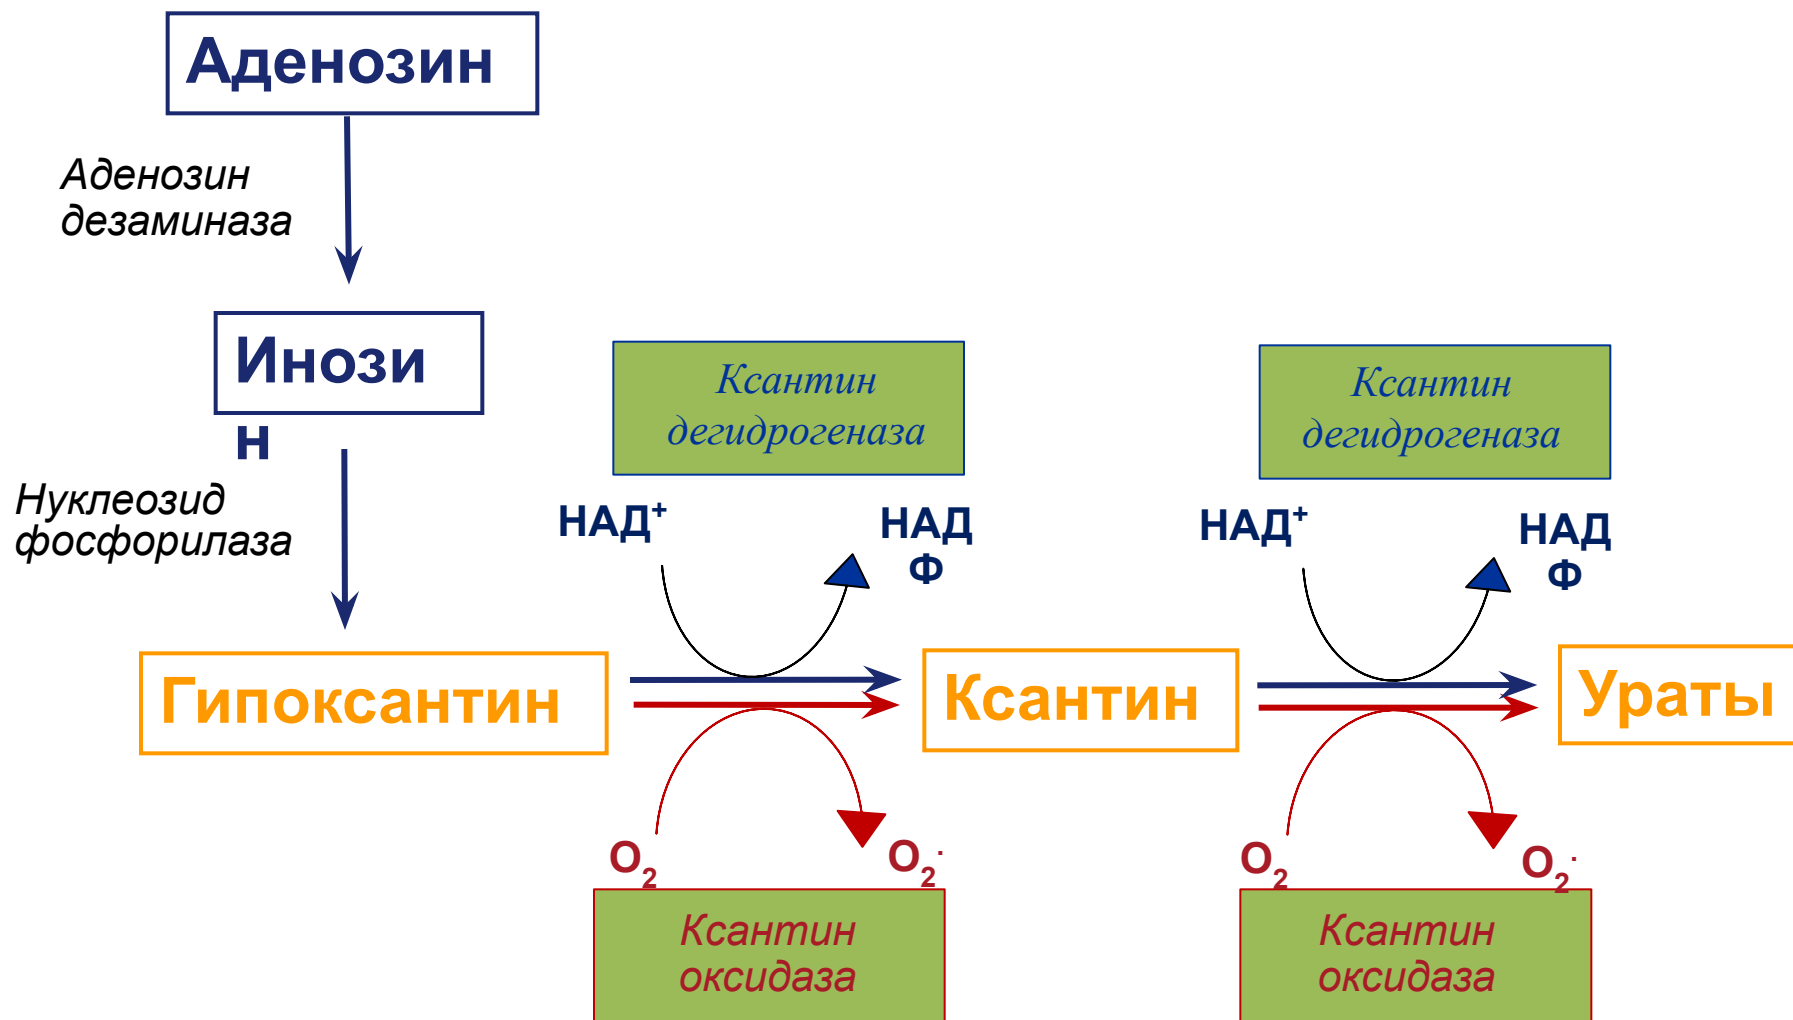 Аденозин
Аденозин
дезаминаза
Инози
н
Нуклеозид
фосфорилаза
Ксантин
дегидрогеназа
Ксантин
дегидрогеназа
НАД⁺
НАД
Ф
НАД⁺
НАД
Ф
Гипоксантин
Ксантин
Ураты
O₂
O₂·
O₂
O₂·
Ксантин
оксидаза
Ксантин
оксидаза